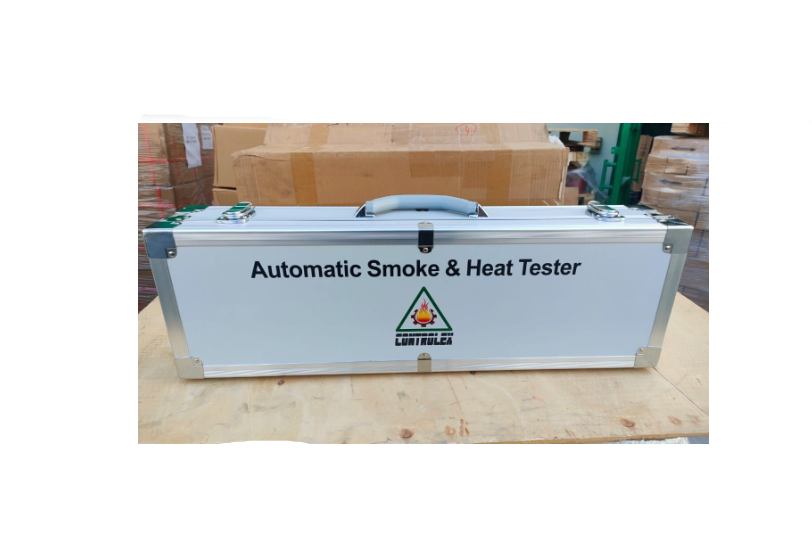 Automatic Smoke & Heat Tester
CONTROLEX